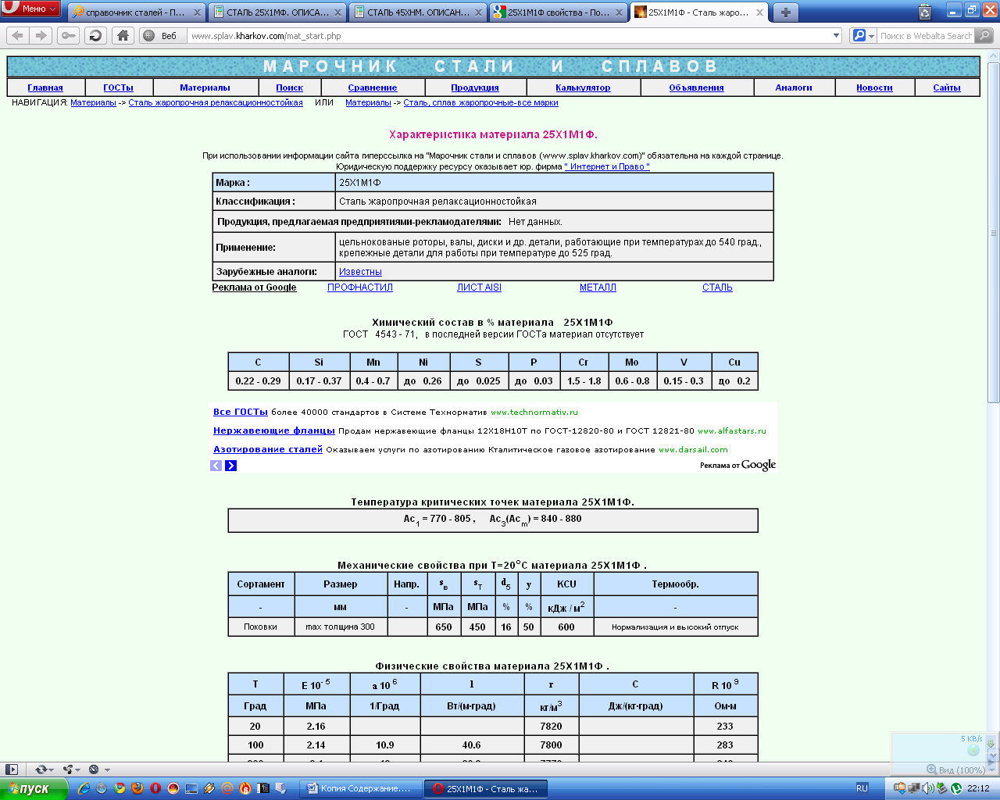 Меню
справочник сталей - П...
СТАЛЬ 25Х1МФ. ОПИСА...
СТАЛЬ 45ХНМ. ОПИСАН...
25Х1М1Ф свойства - По...
25Х1М1Ф - Сталь жаро...
Веб www.splav.kharkov.com/mat_start.php Поиск в Webalta Search
МАРОЧНИК СТАЛИ И СПЛАВОВ
Главная ГОСТы Материалы Поиск Сравнение Продукция Калькулятор Объявления Аналоги Новости Сайты
НАВИГАЦИЯ: Материалы -> Сталь жаропрочная релаксационностойкая ИЛИ Материалы -> Сталь, сплав жаропрочные-все марки
Характеристика материала 25Х1М1Ф.
При использовании информации сайта гиперссылка на "Марочник стали и сплавов (www.splav.kharkov.com)" обязательна на каждой странице.
Юридическую поддержку ресурсу оказывает юр. фирма " Интернет и Право "
Марка : 25Х1М1Ф
Классификация : Сталь жаропрочная релаксационностойкая
Продукция, предлагаемая предприятиями-рекламодателями: Нет данных.
Применение: цельнокованые роторы, валы, диски и др. детали, работающие при температурах до 540 град.,
крепежные детали для работы при температуре до 525 град.
Зарубежные аналоги: Известны
Реклама от Google ПРОФНАСТИЛ ЛИСТ AISI МЕТАЛЛ СТАЛЬ
Химический состав в % материала 25Х1М1Ф
ГОСТ 4543 - 71, в последней версии ГОСТа материал отсутствует
C Si Mn Ni S P Cr Mo V Cu
0.22 - 0.29 0.17 - 0.37 0.4 - 0.7 до 0.26 до 0.025 до 0.03 1.5 - 1.8 0.6 - 0.8 0.15 - 0.3 до 0.2
Все ГОСТы более 40000 стандартов в Системе Технорматив www.technormativ.ru
Нержавеющие фланцы Продам нержавеющие фланцы 12Х18Н10Т по ГОСТ-12820-80 и ГОСТ 12821-80 www.alfastars.ru
Азотирование сталей Оказываем услуги по азотированию Кталитическое газовое азотирование www.darsail.com
Реклама от Google
Температура критических точек материала 25Х1М1Ф.
Ac1 = 770 - 805 , Ac3(Acm) = 840 - 880
Механические свойства при Т=20°С материала 25Х1М1Ф .
Сортамент Размер Напр. sв sT d5 y KCU Термообр.
- мм - МПа МПа % % кДж / м2 -
Поковки max толщина 300 650 450 16 50 600 Нормализация и высокий отпуск
Физические свойства материала 25Х1М1Ф .
T E 10- 5 a 10 6 l r C R 10 9
Град МПа 1/Град Вт/(м·град) кг/м3 Дж/(кг·град) Ом·м
20 2.16 7820 233
100 2.14 10.9 40.6 7800 283
5 KB/s
Вид (100%)
пуск
Копия Содержание....
25Х1М1Ф - Сталь жа...
RU
22:12